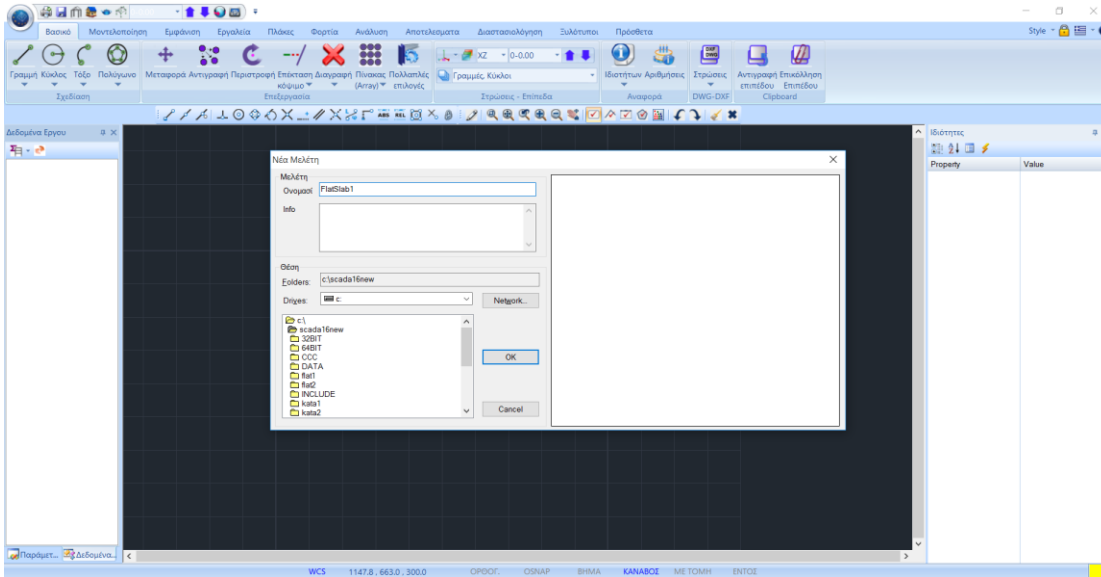 Style
Βασικό Μοντελοποίηση Εμφάνιση Εργαλεία Πλάκες Φορτία Ανάλυση Αποτελεσματα Διαστασιολόγηση Ξυλότυποι Πρόσθετα
XZ 0-0.00
Γραμμές, Κύκλοι
Γραμμή Κύκλος Τόξο Πολύγωνο Μεταφορά Αντιγραφή Περιστροφή Επέκταση Διαγραφή Πίνακας Πολλαπλές Ιδιοτήτων Αριθμήσεις Στρώσεις Αντιγραφή Επικόλληση
κόψιμο (Array) επιλογές επιπέδου Επιπέδου
Σχεδίαση Επεξεργασία Στρώσεις - Επίπεδα Αναφορά DWG-DXF Clipboard
ABS REL
Δεδομένα Εργου
Ιδιότητες
Property Value
Νέα Μελέτη
Μελέτη
Ονομασί FlatSlab1
Info
Θέση
Folders: c:\scada16new
Drives: c:
Network...
c:\
scada16new
32BIT
64BIT
CCC
DATA
flat1
flat2
INCLUDE
kata1
kata2
OK
Cancel
Παράμετ... Δεδομένα...
WCS 1147.8 , 663.0 , 300.0 ΟΡΘΟΓ. OSNAP ΒΗΜΑ ΚΑΝΑΒΟΣ ΜΕ ΤΟΜΗ ΕΝΤΟΣ